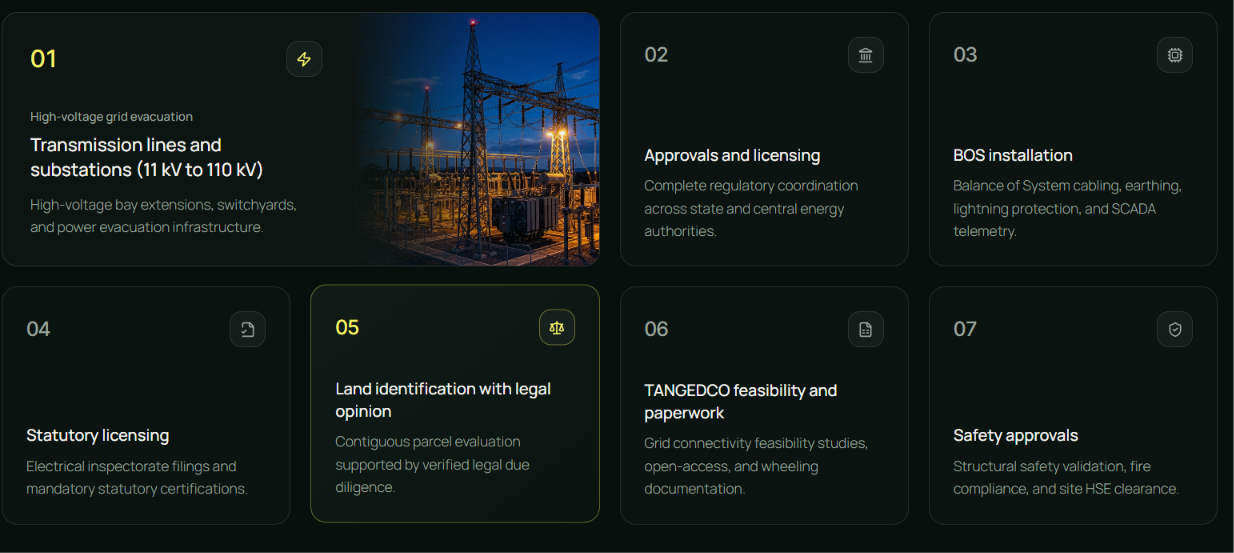 01
High-voltage grid evacuation
Transmission lines and
substations (11 kV to 110 kV)
High-voltage bay extensions, switchyards,
and power evacuation infrastructure.
02
Approvals and licensing
Complete regulatory coordination
across state and central energy
authorities.
03
BOS installation
Balance of System cabling, earthing,
lightning protection, and SCADA
telemetry.
04
Statutory licensing
Electrical inspectorate filings and
mandatory statutory certifications.
05
Land identification with legal
opinion
Contiguous parcel evaluation
supported by verified legal due
diligence.
06
TANGEDCO feasibility and
paperwork
Grid connectivity feasibility studies,
open-access, and wheeling
documentation.
07
Safety approvals
Structural safety validation, fire
compliance, and site HSE clearance.